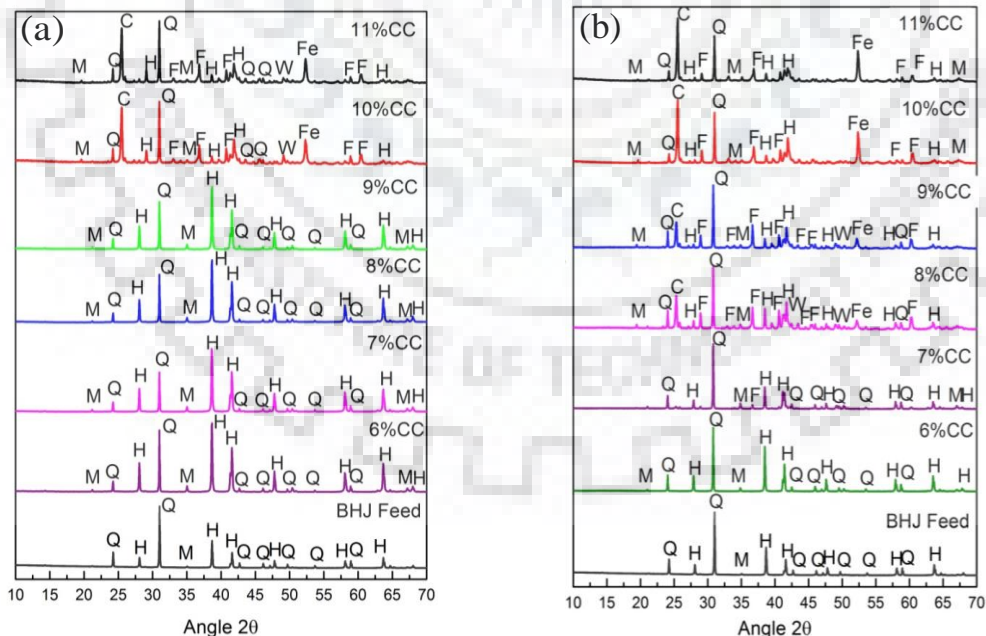 (a)
11%CC
M Q C H Q F M F H F H Q Q W Fe F F H
10%CC
M Q C H Q F M F H F H Q Q W Fe F F H
9%CC
M Q H Q M H H Q Q H Q Q H Q H M H
8%CC
M Q H Q M H H Q Q H Q Q H Q H M H
7%CC
M Q H Q M H H Q Q H Q Q H Q H M H
6%CC
M Q H Q M H H Q Q H Q Q H Q H M H
BHJ Feed
Q H Q M H H Q Q H Q Q H Q H
10 15 20 25 30 35 40 45 50 55 60 65 70
Angle 2θ
(b)
11%CC
M Q C H F Q F M F H F H Fe F F H M
10%CC
M Q C H F Q F M F H F H Fe F F H M
9%CC
M Q C H F Q F M F H F H F F H W Fe H Q F H
8%CC
M Q C H F Q F M F H F H W F F H W Fe H Q F H
7%CC
Q H Q M F H H Q Q H Q Q H Q H M H
6%CC
M Q H Q M H H Q Q H Q Q H Q H H
BHJ Feed
Q H Q M H H Q Q Q H Q Q H Q H
10 15 20 25 30 35 40 45 50 55 60 65 70
Angle 2θ